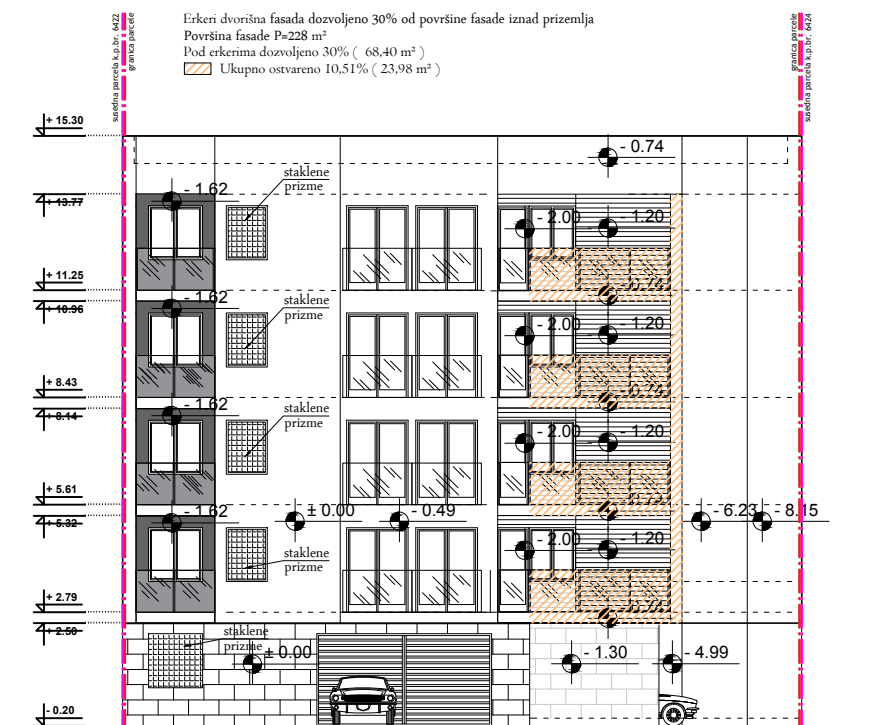 Erkeri dvorišna fasada dozvoljeno 30% od površine fasade iznad prizemlja
Površina fasade P=228 m²
Pod erkerima dozvoljeno 30% ( 68,40 m² )
Ukupno ostvareno 10,51% ( 23,98 m² )
susedna parcela k.p.br. 6422
granica parcele
granica parcele
susedna parcela k.p.br. 6424
+ 15.30
- 0.74
staklene
prizme
- 1.62
+ 13.77
- 2.00
- 1.20
+ 11.25
- 1.62
staklene
prizme
+ 10.96
- 2.00
- 1.20
+ 8.43
- 1.62
staklene
prizme
+ 8.14
- 2.00
- 1.20
+ 5.61
- 1.62
± 0.00
- 0.49
- 6.23
- 8.15
+ 5.32
- 2.00
- 1.20
staklene
prizme
+ 2.79
+ 2.50
staklene
prizme
± 0.00
- 1.30
- 4.99
- 0.20